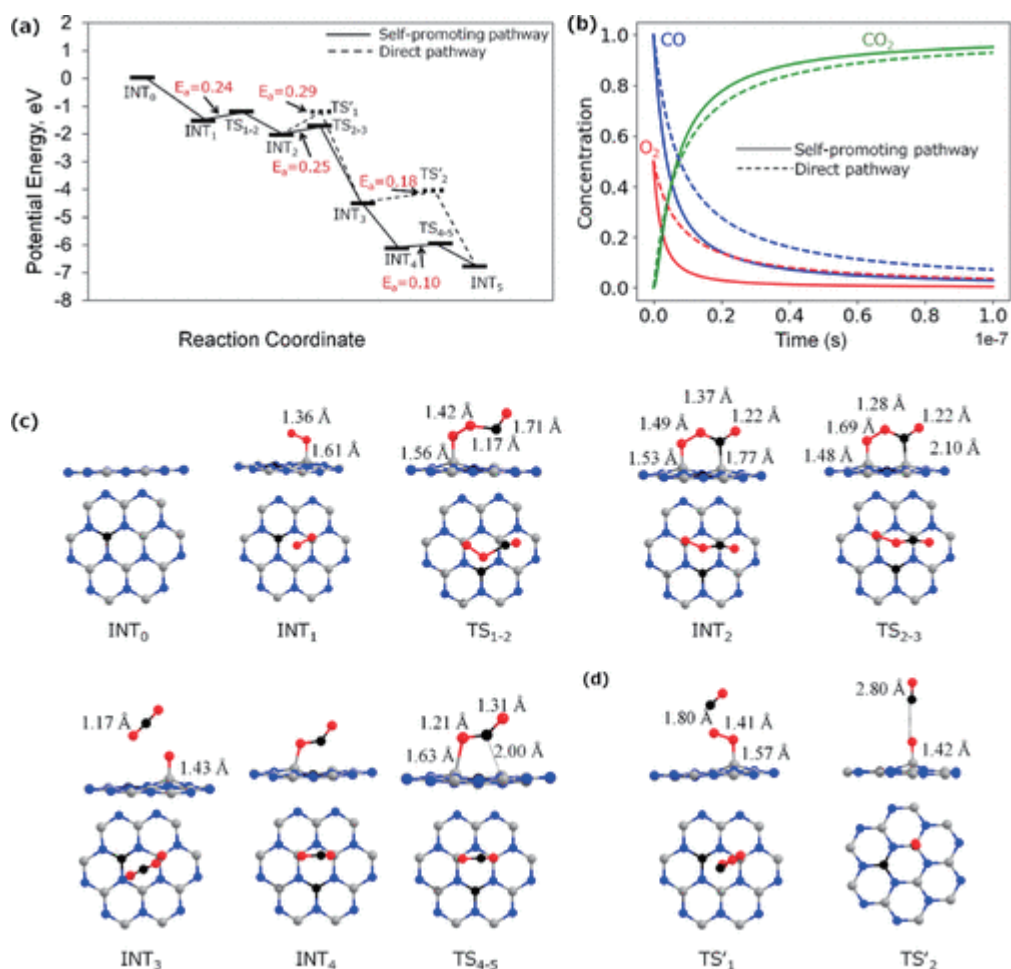 (a)
Self-promoting pathway
Direct pathway
Potential Energy, eV
2
1
0
-1
-2
-3
-4
-5
-6
-7
-8
INT₀
Eₐ=0.24
INT₁
TS₁₋₂
Eₐ=0.29
TS'₁
TS₂₋₃
INT₂
Eₐ=0.25
Eₐ=0.18
TS'₂
INT₃
TS₄₋₅
INT₄
INT₅
Eₐ=0.10
Reaction Coordinate
(b)
CO
CO₂
O₂
Self-promoting pathway
Direct pathway
Concentration
1.0
0.8
0.6
0.4
0.2
0.0
0.0 0.2 0.4 0.6 0.8 1.0
Time (s)
1e-7
(c)
1.36 Å
1.61 Å
1.42 Å
1.71 Å
1.17 Å
1.56 Å
1.37 Å
1.49 Å
1.22 Å
1.53 Å
1.77 Å
1.28 Å
1.69 Å
1.22 Å
1.48 Å
2.10 Å
INT₀
INT₁
TS₁₋₂
INT₂
TS₂₋₃
1.17 Å
1.43 Å
1.21 Å
1.31 Å
1.63 Å
2.00 Å
INT₃
INT₄
TS₄₋₅
(d)
1.80 Å
1.41 Å
1.57 Å
2.80 Å
1.42 Å
TS'₁
TS'₂